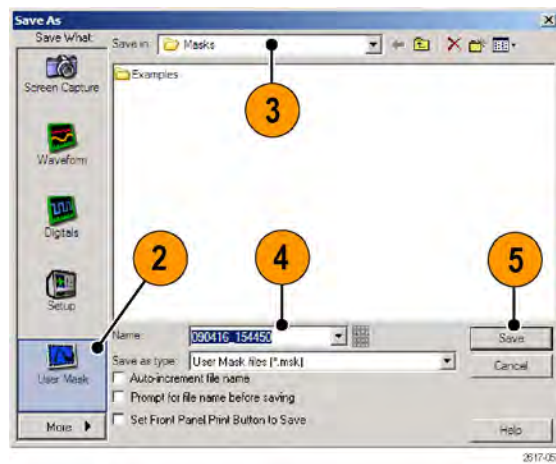 Save As
Save What:
Save in: Masks
Screen Capture
Examples
3
Waveform
Digitals
2
4
5
Setup
Name: 090416_154450
Save
Save as type: User Mask files (*.msk)
Cancel
User Mask
Auto-increment file name
Prompt for file name before saving
Set Front Panel Print Button to Save
More
Help
2617-05